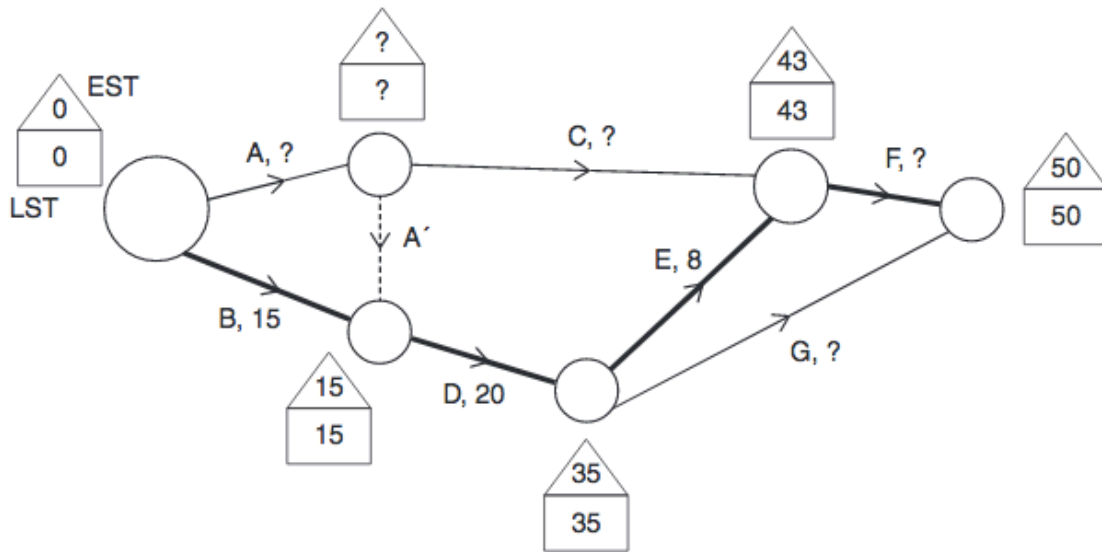 ?
?
43
43
0
EST
0
LST
A, ?
C, ?
F, ?
50
50
A´
E, 8
B, 15
G, ?
15
15
D, 20
35
35